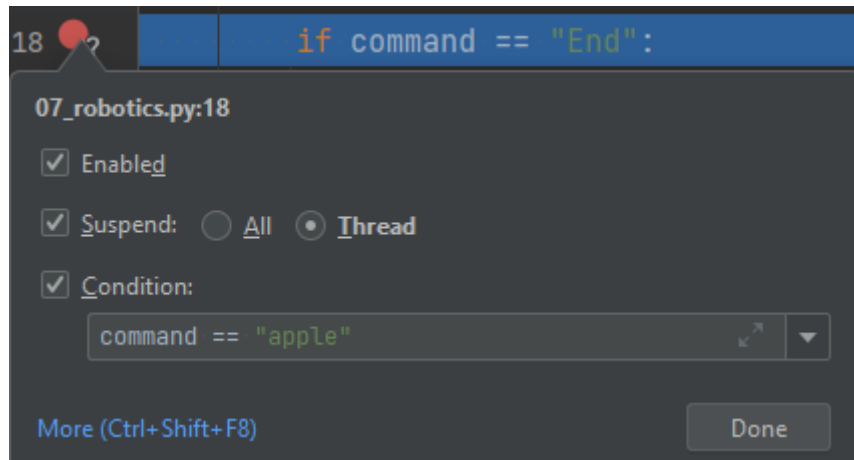 18 ? if command == "End":
07_robotics.py:18
Enabled
Suspend: All Thread
Condition:
command == "apple"
More (Ctrl+Shift+F8) Done